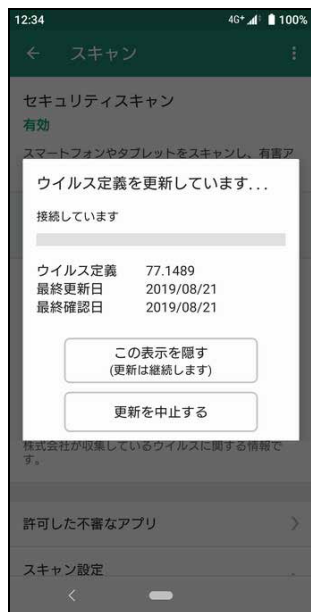 12:34
4G+
100%
スキャン
セキュリティスキャン
有効
スマートフォンやタブレットをスキャンし、有害ア
ウイルス定義を更新しています...
接続しています
ウイルス定義 77.1489
最終更新日 2019/08/21
最終確認日 2019/08/21
この表示を隠す
(更新は継続します)
更新を中止する
株式会社が収集しているウイルスに関する情報で
す。
許可した不審なアプリ
スキャン設定